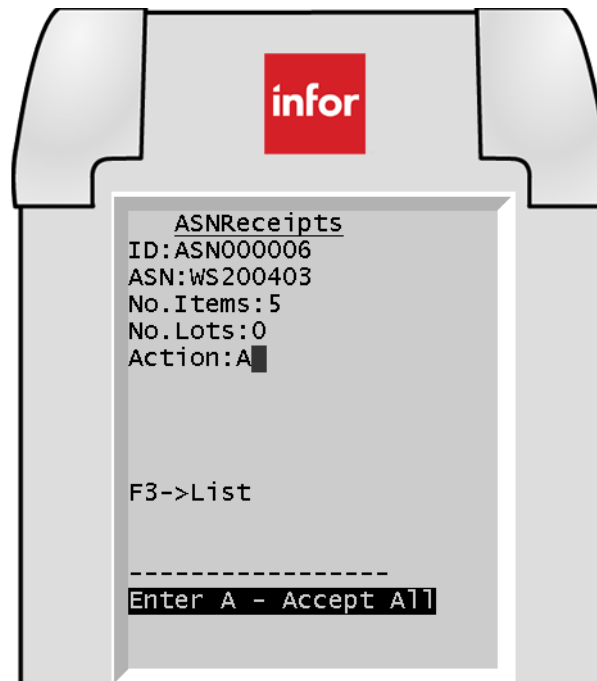 infor
ASNReceipts
ID:ASN000006
ASN:WS200403
No.Items:5
No.Lots:0
Action:A
F3->List
------------------
Enter A - Accept All